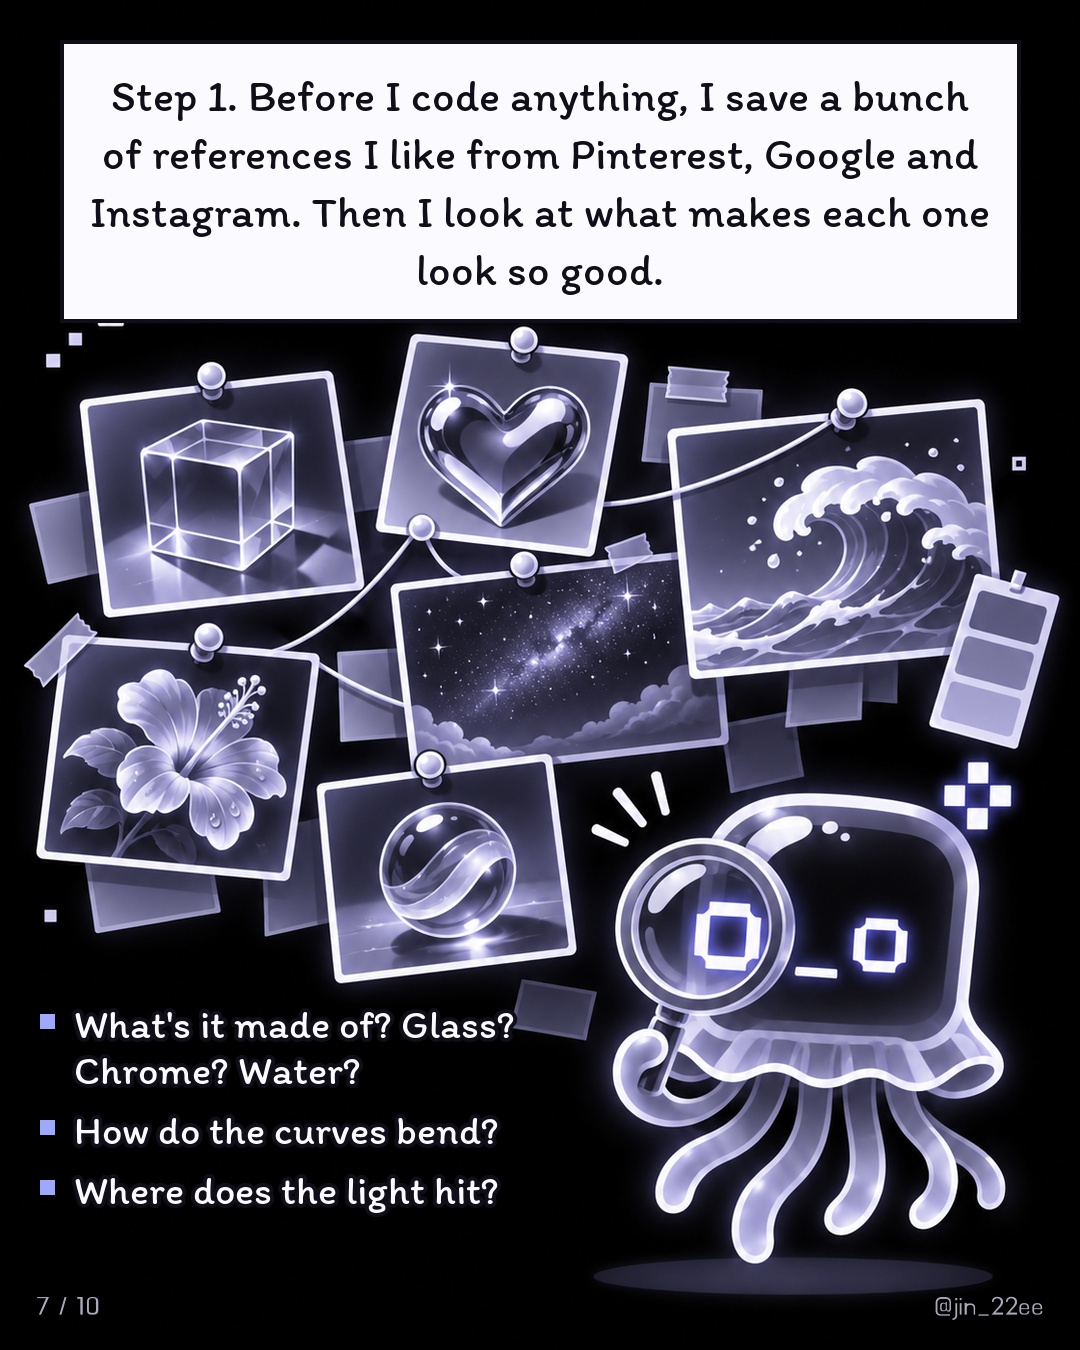 Step 1. Before I code anything, I save a bunch
of references I like from Pinterest, Google and
Instagram. Then I look at what makes each one
look so good.
What's it made of? Glass?
Chrome? Water?
How do the curves bend?
Where does the light hit?
7 / 10
@jin_22ee